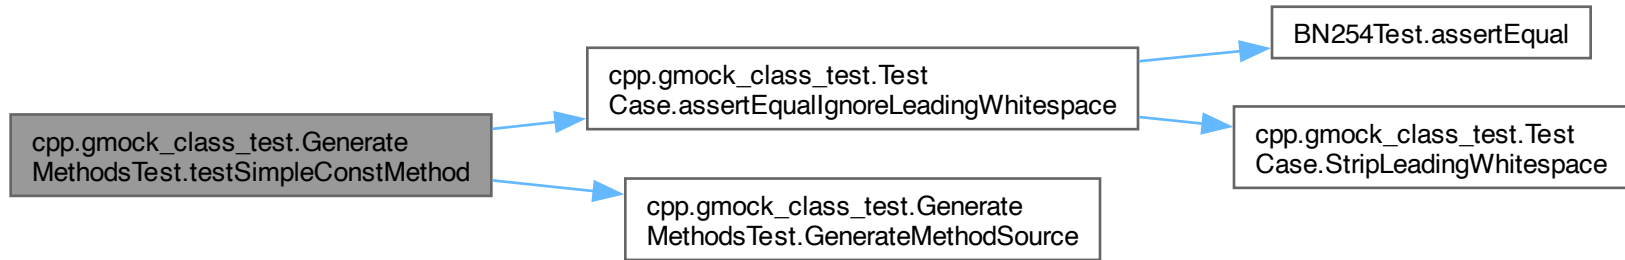 cpp.gmock_class_test.Generate
MethodsTest.testSimpleConstMethod
cpp.gmock_class_test.Test
Case.assertEqualIgnoreLeadingWhitespace
BN254Test.assertEqual
cpp.gmock_class_test.Test
Case.StripLeadingWhitespace
cpp.gmock_class_test.Generate
MethodsTest.GenerateMethodSource